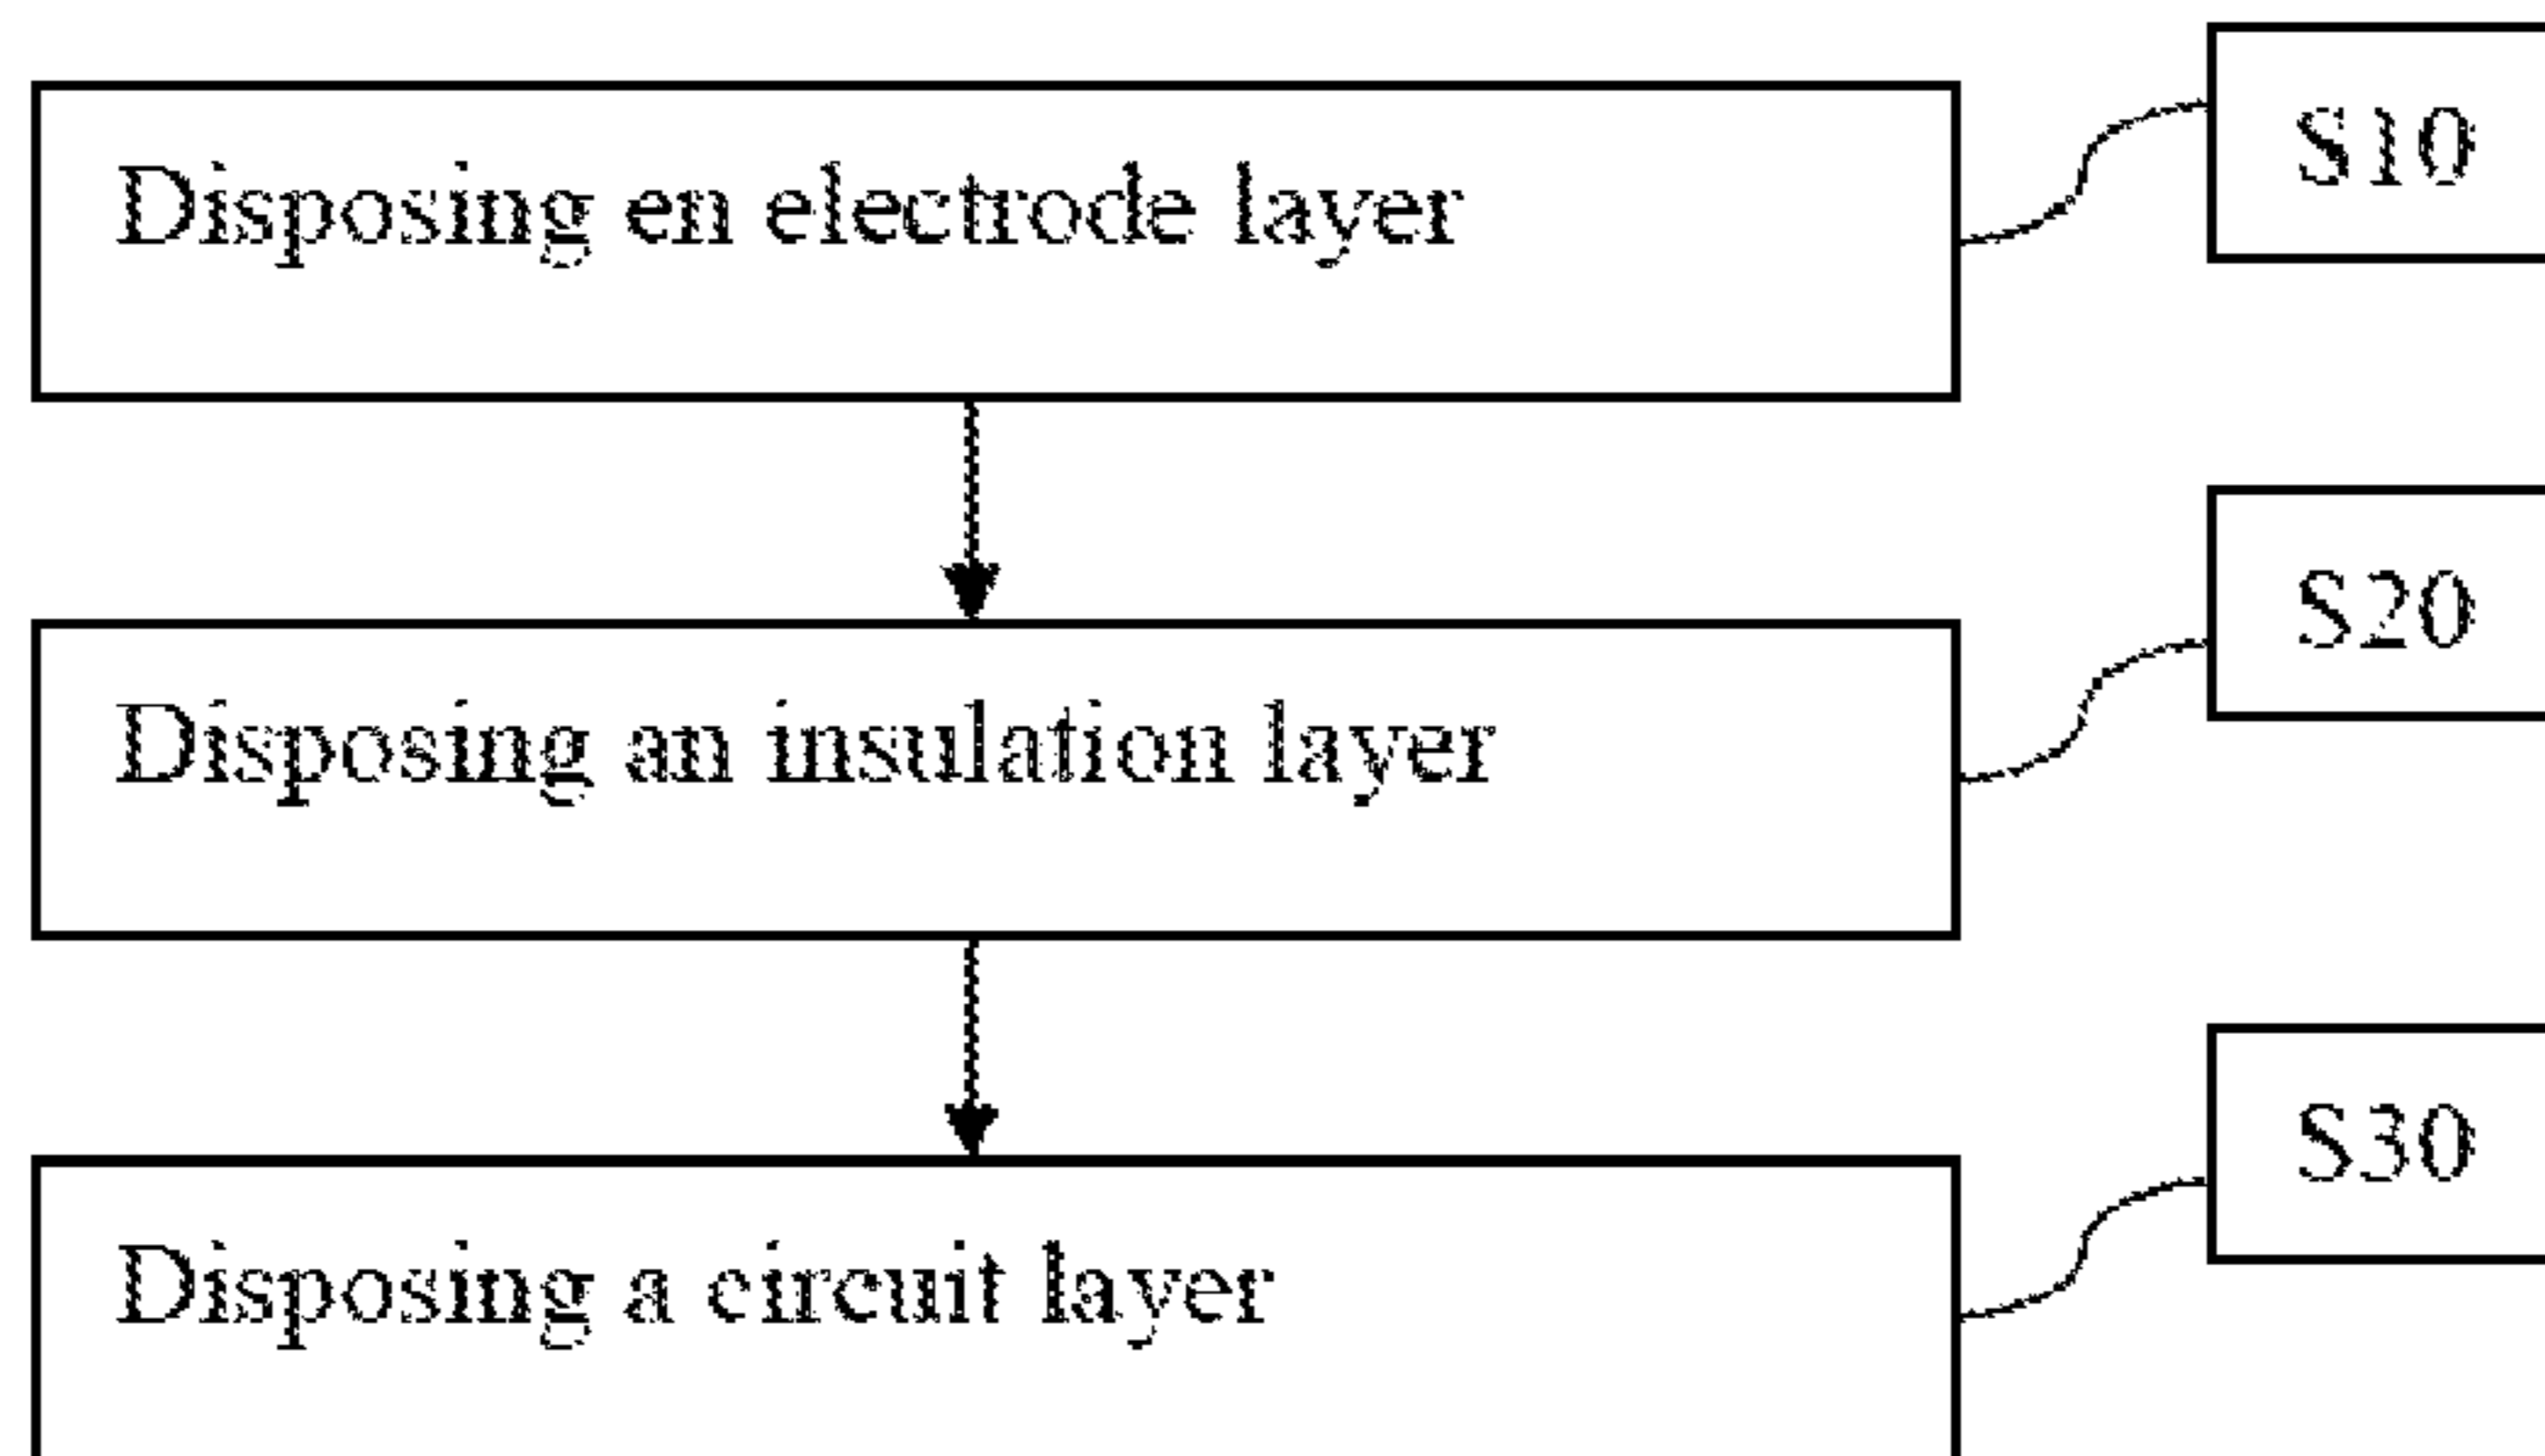 Disposing en electrode layer
S10
Disposing an insulation layer
S20
Disposing a circuit layer
S30